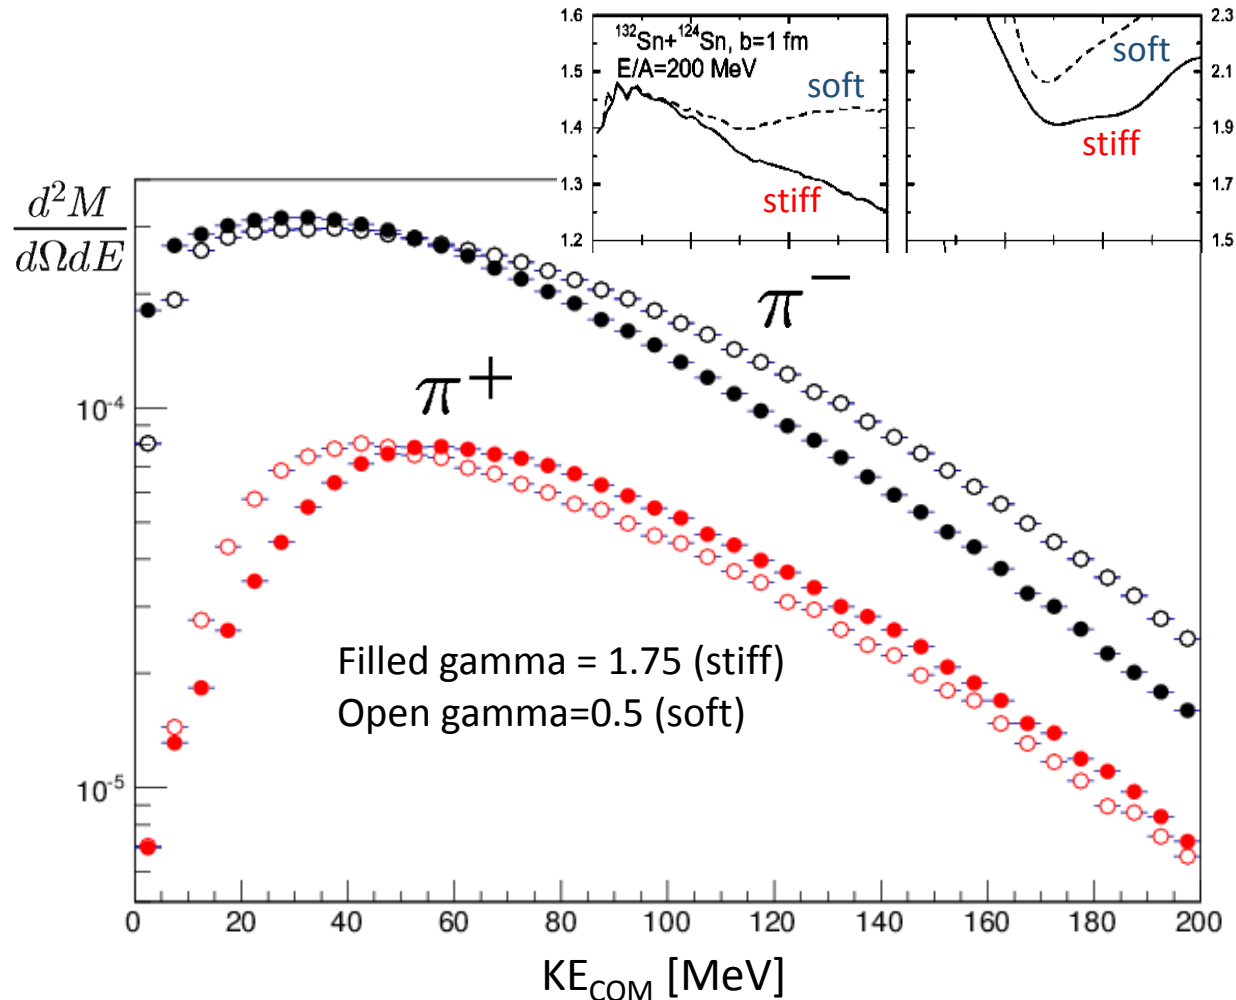 1.6
1.5
1.4
1.3
1.2
¹³²Sn+¹²⁴Sn, b=1 fm
E/A=200 MeV
soft
stiff
soft
stiff
2.3
2.1
1.9
1.7
1.5
d²M
dΩdE
π⁻
π⁺
10⁻⁴
10⁻⁵
Filled gamma = 1.75 (stiff)
Open gamma=0.5 (soft)
0 20 40 60 80 100 120 140 160 180 200
KE_COM [MeV]